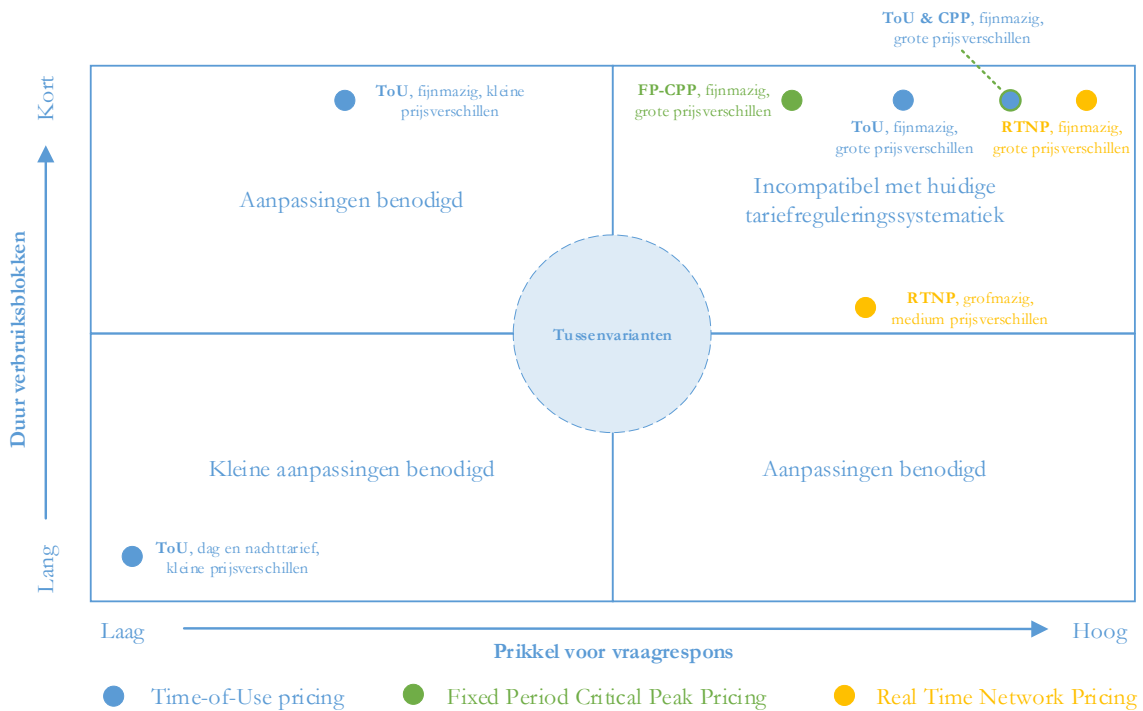 ToU & CPP, fijnmazig,
grote prijsverschillen
Kort
ToU, fijnmazig, kleine
prijsverschillen
FP-CPP, fijnmazig,
grote prijsverschillen
ToU, fijnmazig,
grote prijsverschillen
RTNP, fijnmazig,
grote prijsverschillen
Aanpassingen benodigd
Incompatibel met huidige
tariefreguleringssystematiek
Duur verbruiksblokken
RTNP, grofmazig,
medium prijsverschillen
Tussenvarianten
Kleine aanpassingen benodigd
Aanpassingen benodigd
Lang
ToU, dag en nachttarief,
kleine prijsverschillen
Laag
Hoog
Prikkel voor vraagrespons
Time-of-Use pricing
Fixed Period Critical Peak Pricing
Real Time Network Pricing